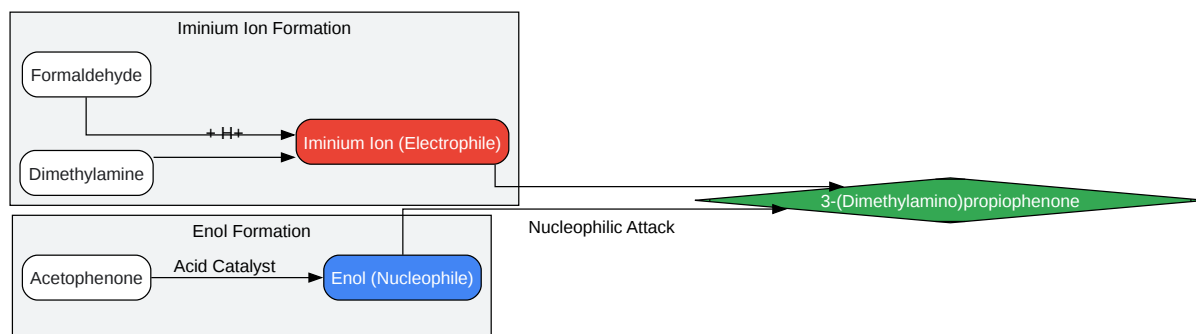 Iminium Ion Formation
Formaldehyde
+ H+
Iminium Ion (Electrophile)
Dimethylamine
3-(Dimethylamino)propiophenone
Nucleophilic Attack
Enol Formation
Acid Catalyst
Acetophenone
Enol (Nucleophile)